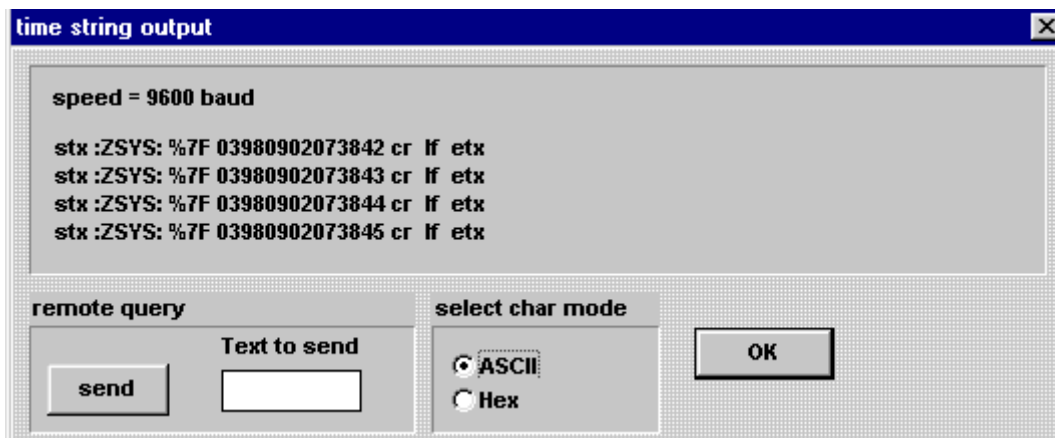 time string output
speed = 9600 baud
stx :ZSYS: %7F 03980902073842 cr lf etx
stx :ZSYS: %7F 03980902073843 cr lf etx
stx :ZSYS: %7F 03980902073844 cr lf etx
stx :ZSYS: %7F 03980902073845 cr lf etx
remote query
Text to send
send
select char mode
ASCII
Hex
OK